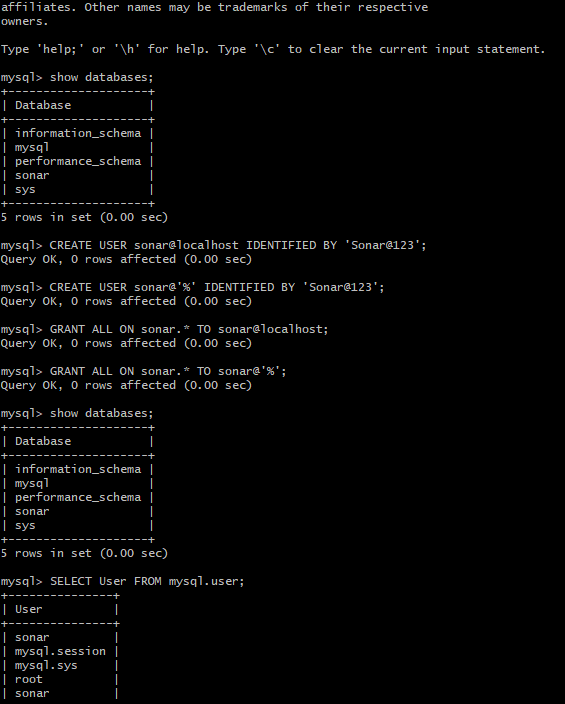 affiliates. Other names may be trademarks of their respective
owners.
Type 'help;' or '\h' for help. Type '\c' to clear the current input statement.
mysql> show databases;
+--------------------+
| Database           |
+--------------------+
| information_schema |
| mysql              |
| performance_schema |
| sonar              |
| sys                |
+--------------------+
5 rows in set (0.00 sec)
mysql> CREATE USER sonar@localhost IDENTIFIED BY 'Sonar@123';
Query OK, 0 rows affected (0.00 sec)
mysql> CREATE USER sonar@'%' IDENTIFIED BY 'Sonar@123';
Query OK, 0 rows affected (0.00 sec)
mysql> GRANT ALL ON sonar.* TO sonar@localhost;
Query OK, 0 rows affected (0.00 sec)
mysql> GRANT ALL ON sonar.* TO sonar@'%';
Query OK, 0 rows affected (0.00 sec)
mysql> show databases;
+--------------------+
| Database           |
+--------------------+
| information_schema |
| mysql              |
| performance_schema |
| sonar              |
| sys                |
+--------------------+
5 rows in set (0.00 sec)
mysql> SELECT User FROM mysql.user;
+---------------+
| User          |
+---------------+
| sonar         |
| mysql.session |
| mysql.sys     |
| root          |
| sonar         |